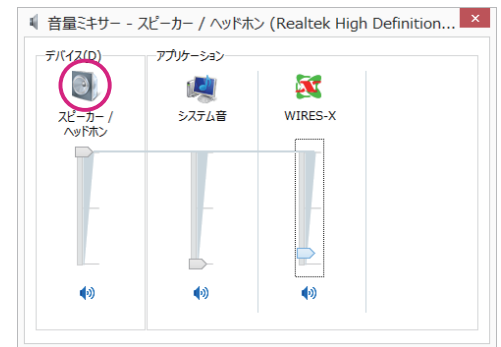 音量ミキサー - スピーカー / ヘッドホン (Realtek High Definition...
デバイス(D)
アプリケーション
スピーカー /
ヘッドホン
システム音
WIRES-X